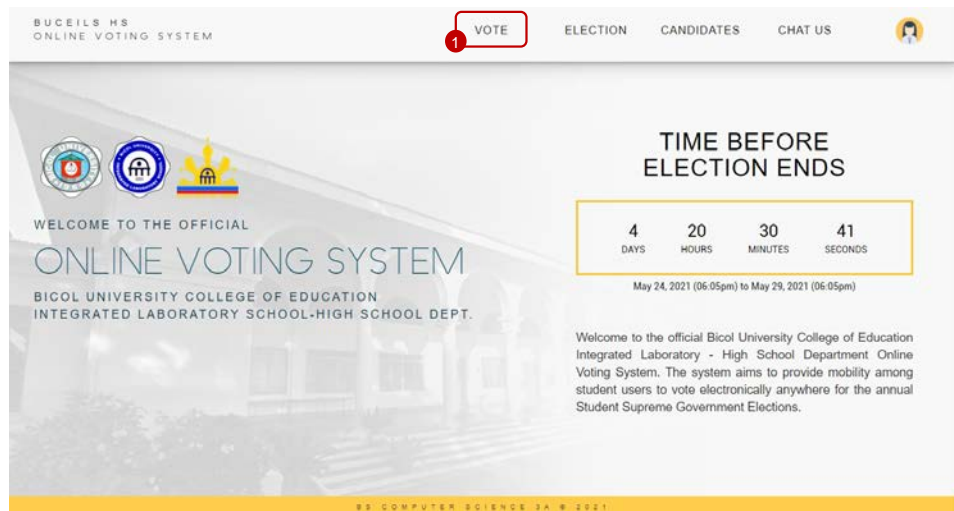 BUCEILS HS
ONLINE VOTING SYSTEM
1
VOTE
ELECTION
CANDIDATES
CHAT US
WELCOME TO THE OFFICIAL
ONLINE VOTING SYSTEM
BICOL UNIVERSITY COLLEGE OF EDUCATION
INTEGRATED LABORATORY SCHOOL-HIGH SCHOOL DEPT.
TIME BEFORE
ELECTION ENDS
4 20 30 41
DAYS HOURS MINUTES SECONDS
May 24, 2021 (06:05pm) to May 29, 2021 (06:05pm)
Welcome to the official Bicol University College of Education
Integrated Laboratory - High School Department Online
Voting System. The system aims to provide mobility among
student users to vote electronically anywhere for the annual
Student Supreme Government Elections.
BS COMPUTER SCIENCE 3A © 2021